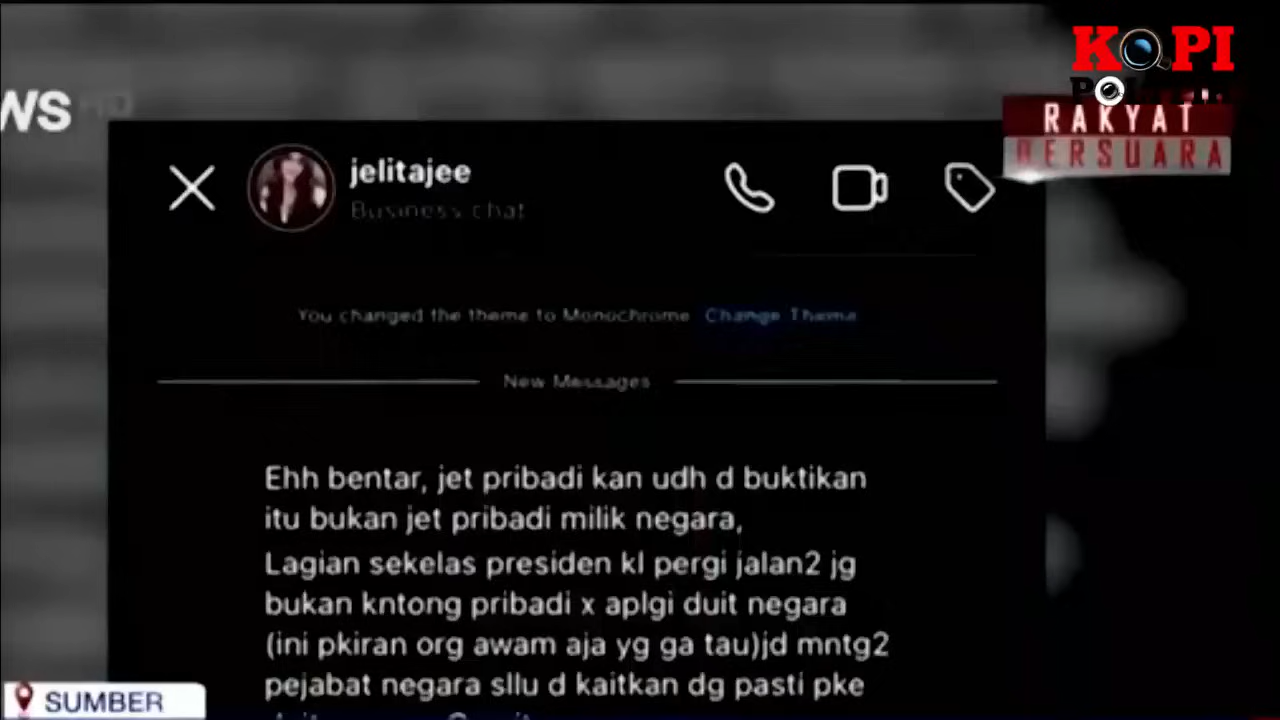 KOPI
POLITIK
RAKYAT
BERSUARA
WS HD
jelitajee
Business chat
You changed the theme to Monochrome Change Theme
New Messages
Ehh bentar, jet pribadi kan udh d buktikan
itu bukan jet pribadi milik negara,
Lagian sekelas presiden kl pergi jalan2 jg
bukan kntong pribadi x aplgi duit negara
(ini pkiran org awam aja yg ga tau)jd mntg2
pejabat negara sllu d kaitkan dg pasti pke
SUMBER